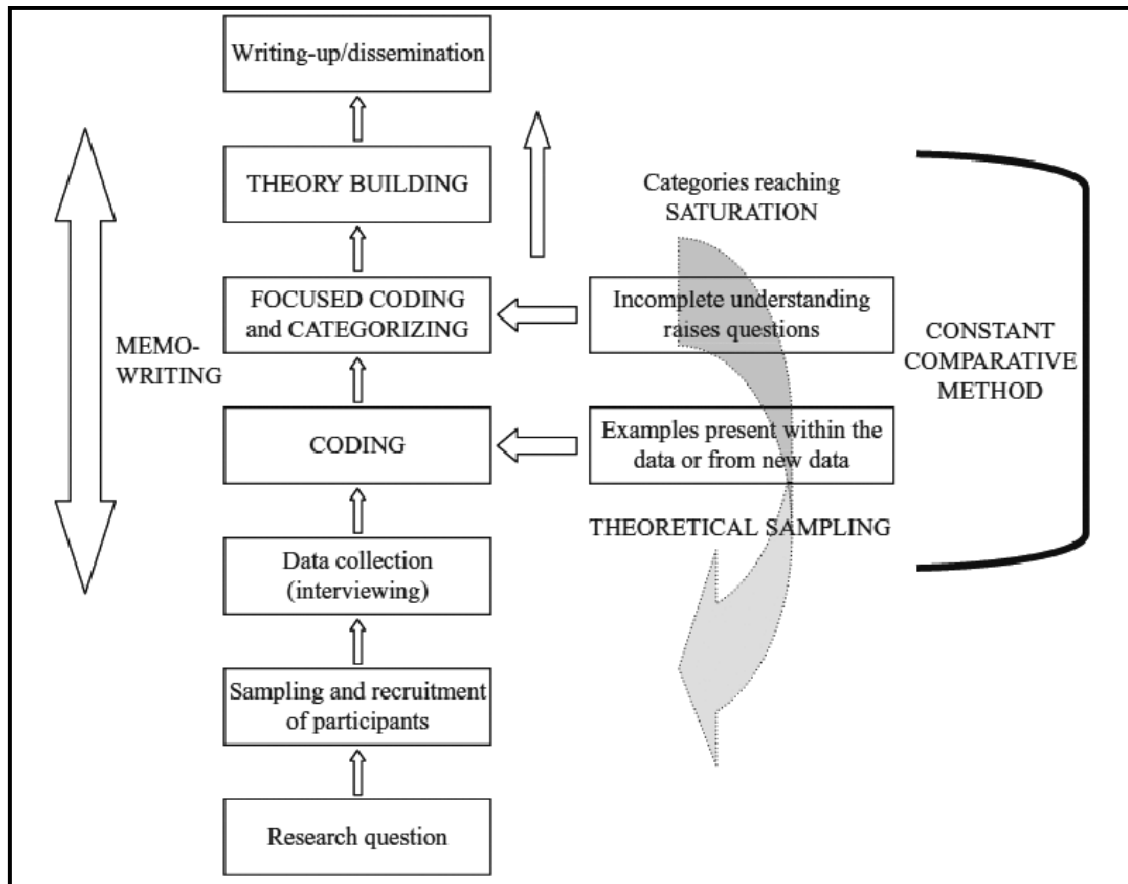 Writing-up/dissemination
THEORY BUILDING
Categories reaching
SATURATION
FOCUSED CODING
and CATEGORIZING
Incomplete understanding
raises questions
MEMO-
WRITING
CONSTANT
COMPARATIVE
METHOD
CODING
Examples present within the
data or from new data
THEORETICAL SAMPLING
Data collection
(interviewing)
Sampling and recruitment
of participants
Research question